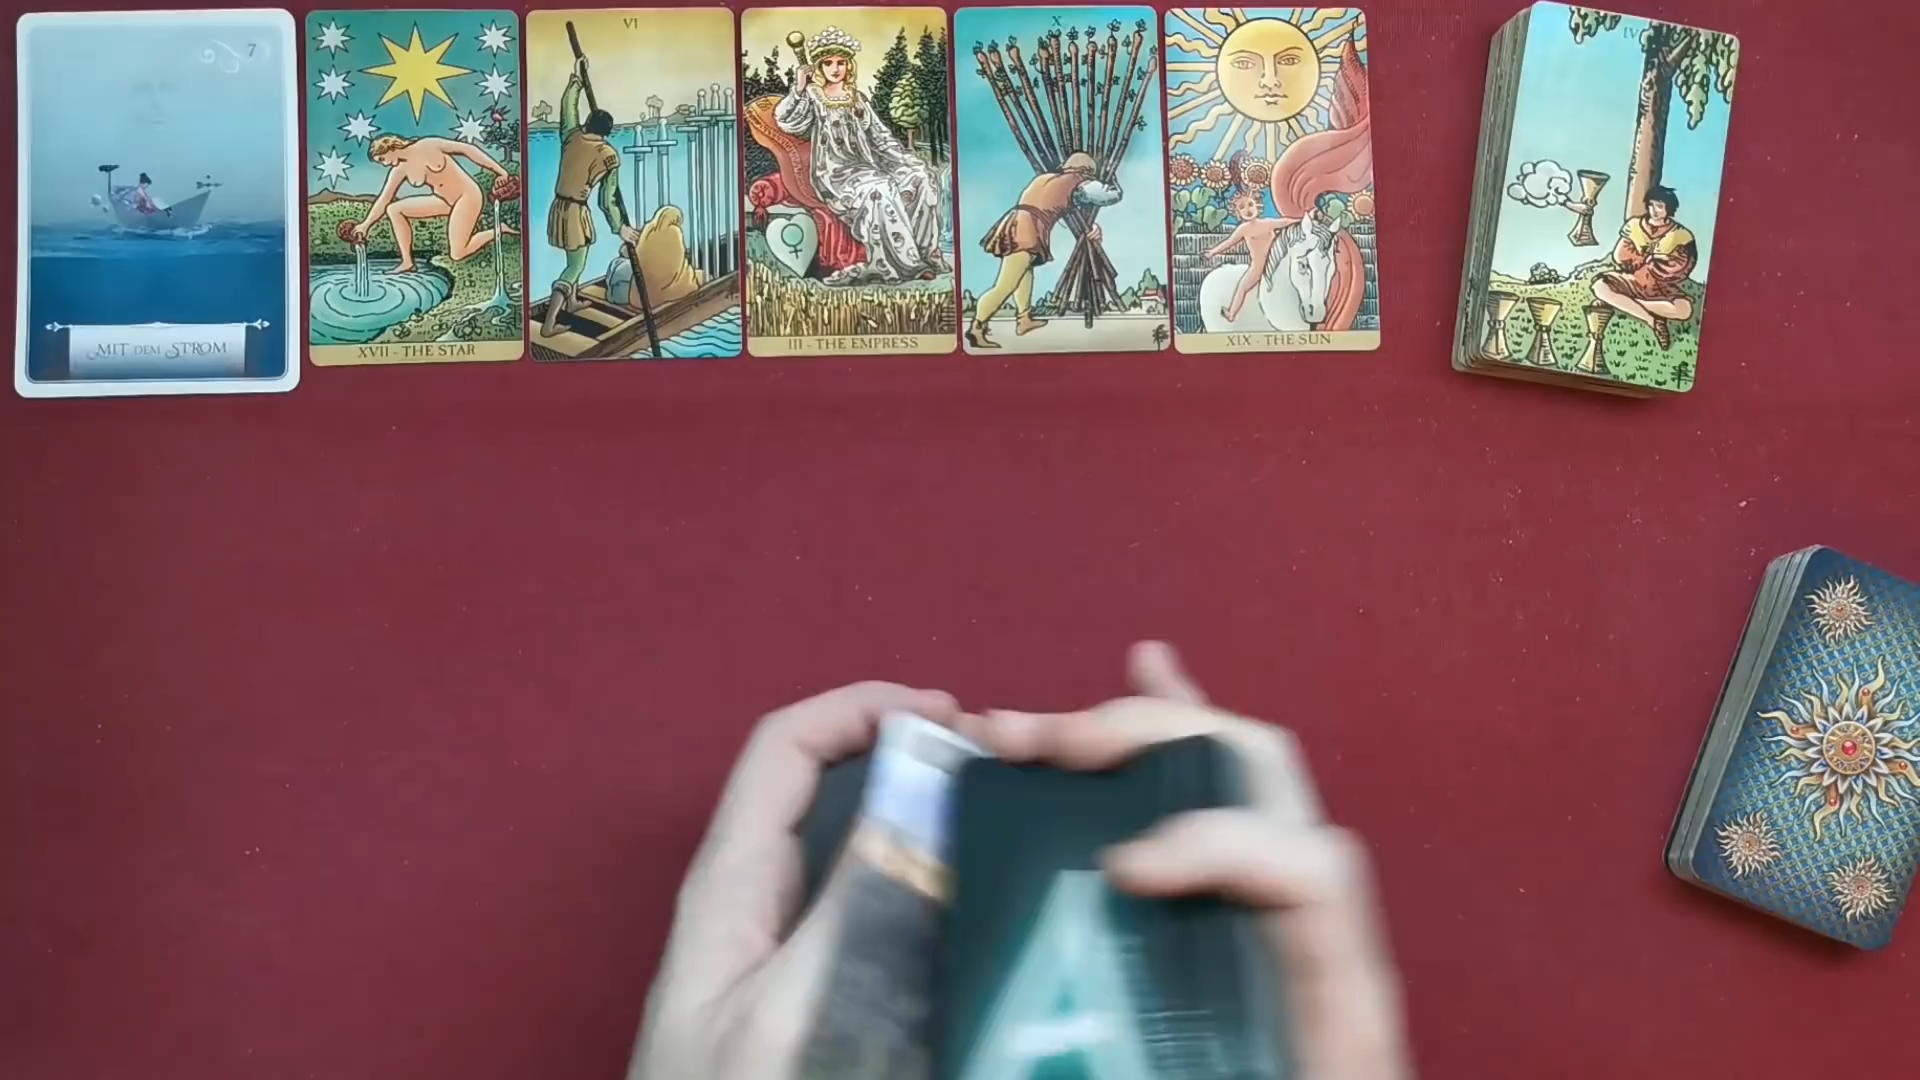 7
MIT DEM STROM
XVII - THE STAR
VI
III - THE EMPRESS
X
XIX - THE SUN
IV